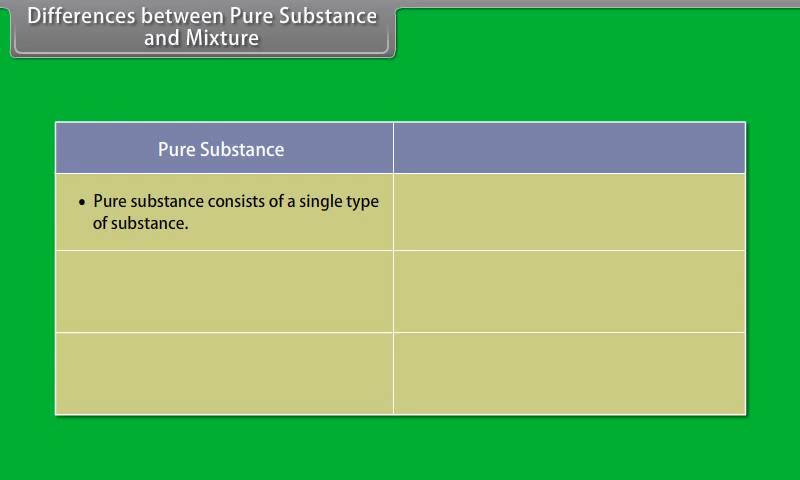 Differences between Pure Substance
and Mixture
Pure Substance
• Pure substance consists of a single type
of substance.